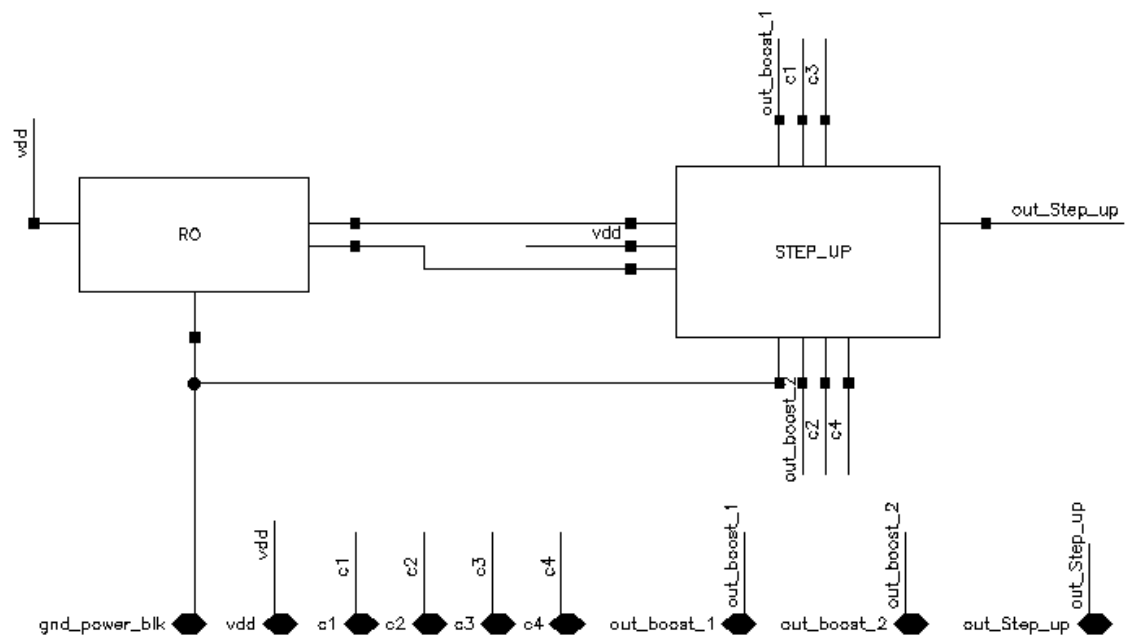 out_boost_1
c1
c3
vdd
RO
vdd
STEP_UP
out_Step_up
out_boost_2
c2
c4
vdd
c1
c2
c3
c4
out_boost_1
out_boost_2
out_Step_up
gnd_power_blk
vdd
c1
c2
c3
c4
out_boost_1
out_boost_2
out_Step_up